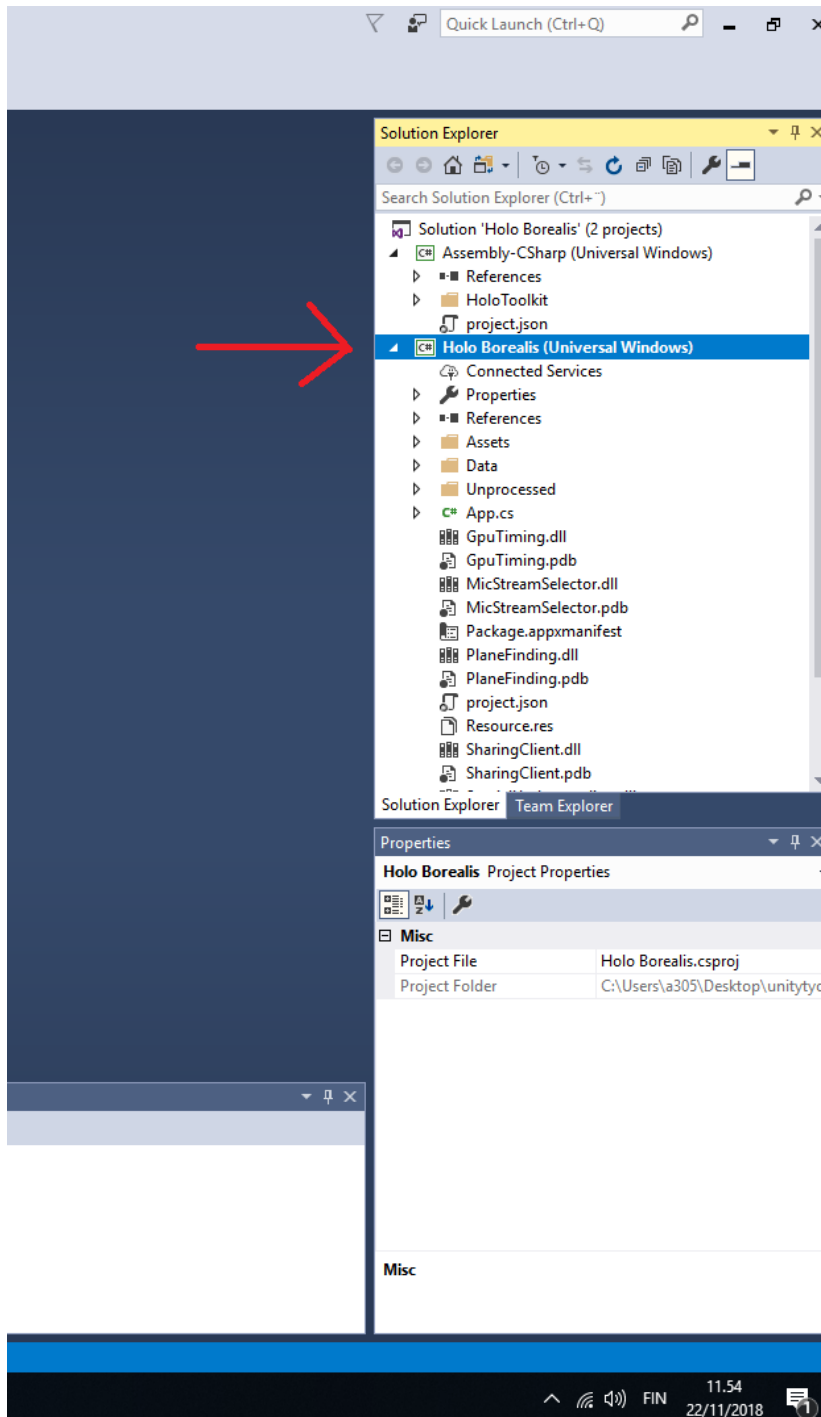 Quick Launch (Ctrl+Q)
Solution Explorer
Search Solution Explorer (Ctrl+¨)
Solution 'Holo Borealis' (2 projects)
C# Assembly-CSharp (Universal Windows)
References
HoloToolkit
project.json
C# Holo Borealis (Universal Windows)
Connected Services
Properties
References
Assets
Data
Unprocessed
C# App.cs
GpuTiming.dll
GpuTiming.pdb
MicStreamSelector.dll
MicStreamSelector.pdb
Package.appxmanifest
PlaneFinding.dll
PlaneFinding.pdb
project.json
Resource.res
SharingClient.dll
SharingClient.pdb
Solution Explorer Team Explorer
Properties
Holo Borealis Project Properties
Misc
Project File Holo Borealis.csproj
Project Folder C:\Users\a305\Desktop\unitytyc
Misc
FIN 11.54
22/11/2018 1